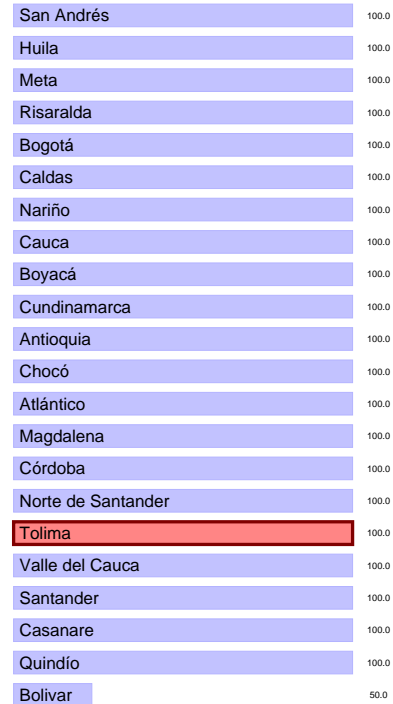 San Andrés 100.0
Huila 100.0
Meta 100.0
Risaralda 100.0
Bogotá 100.0
Caldas 100.0
Nariño 100.0
Cauca 100.0
Boyacá 100.0
Cundinamarca 100.0
Antioquia 100.0
Chocó 100.0
Atlántico 100.0
Magdalena 100.0
Córdoba 100.0
Norte de Santander 100.0
Tolima 100.0
Valle del Cauca 100.0
Santander 100.0
Casanare 100.0
Quindío 100.0
Bolivar 50.0